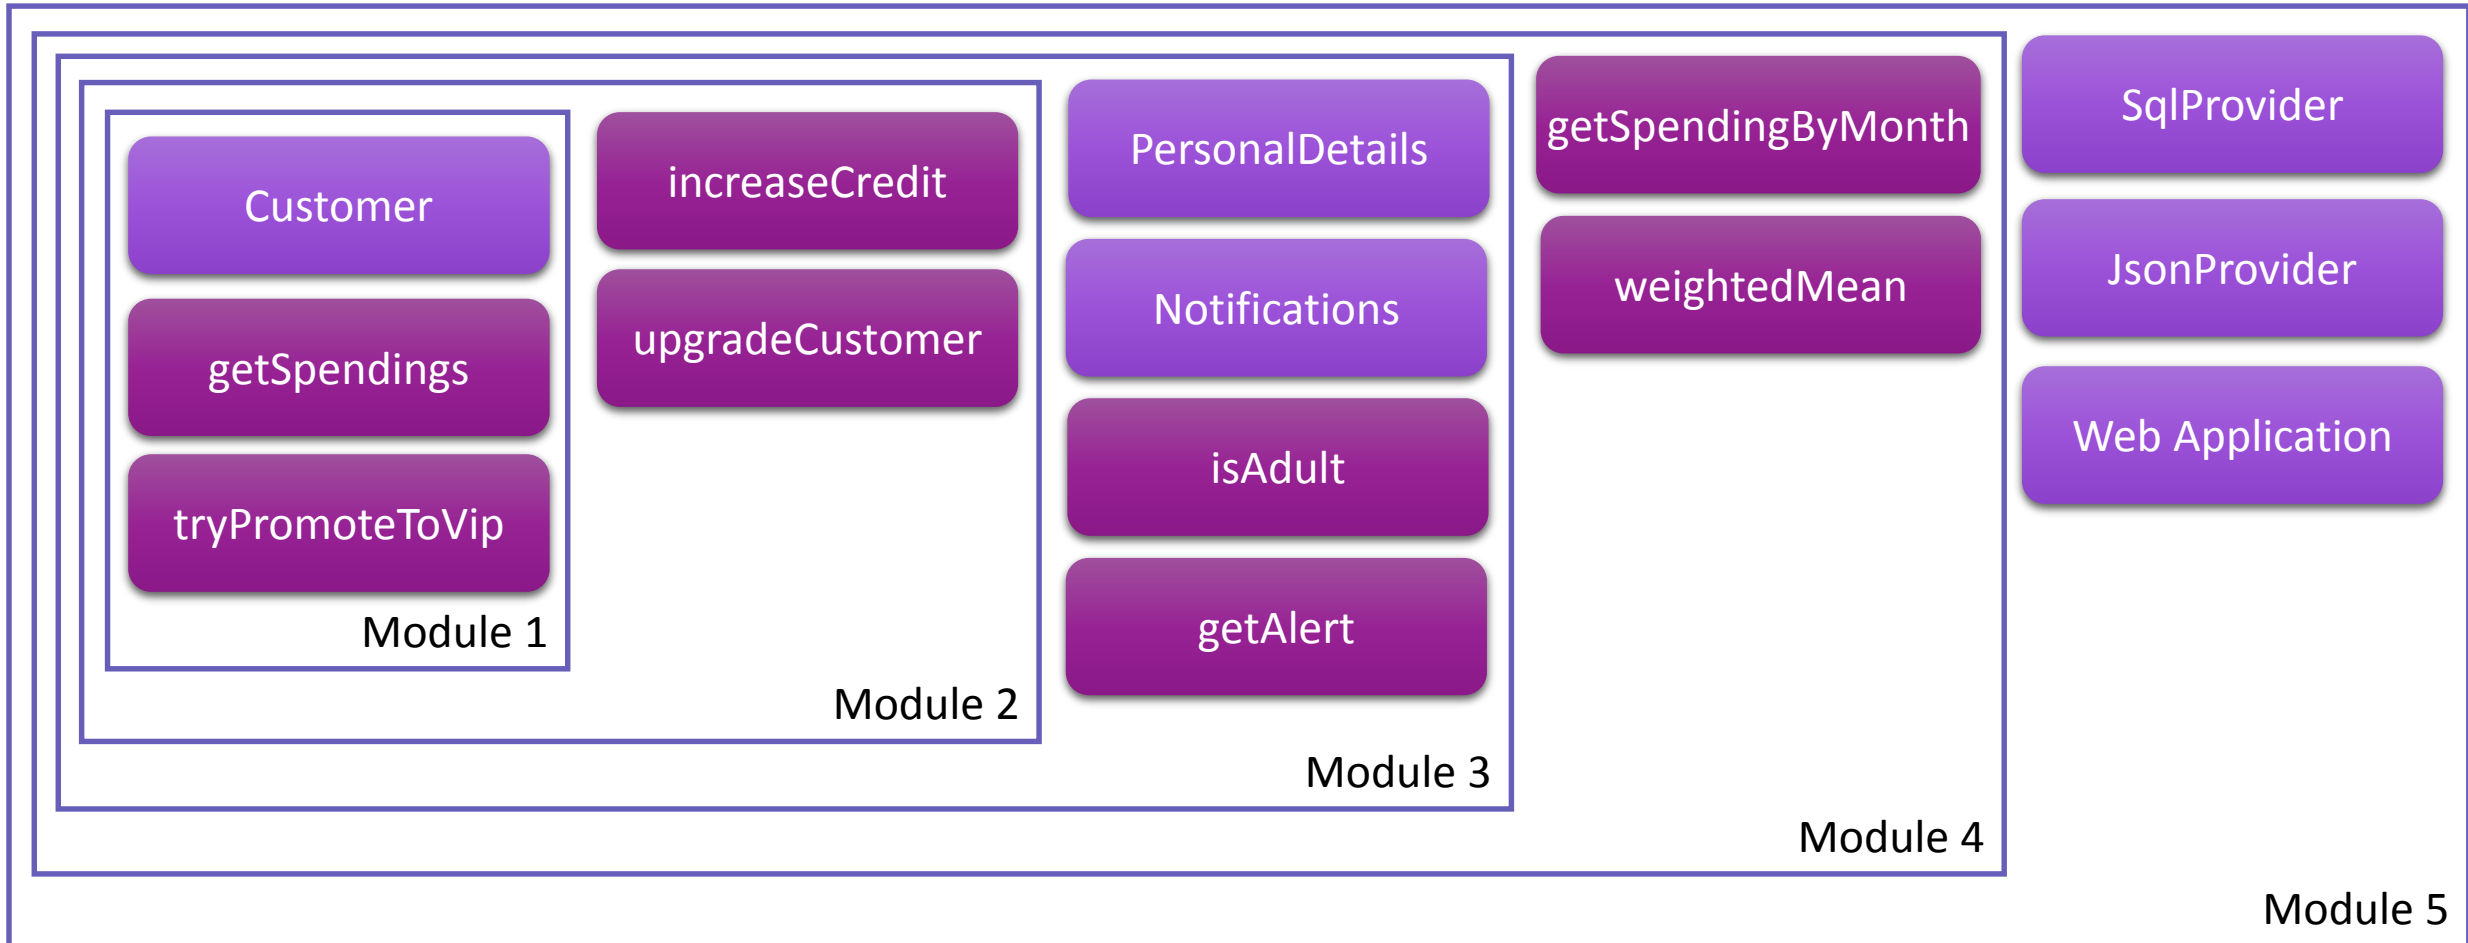 Customer
getSpendings
tryPromoteToVip
Module 1
increaseCredit
upgradeCustomer
Module 2
PersonalDetails
Notifications
isAdult
getAlert
Module 3
getSpendingByMonth
weightedMean
Module 4
SqlProvider
JsonProvider
Web Application
Module 5